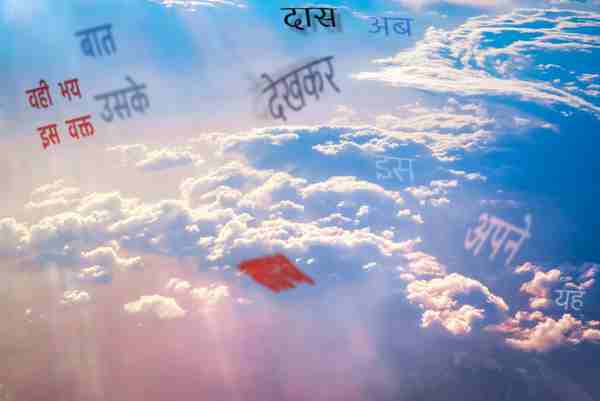 दास अब
बात
देखकर
वही भय
उसके
इस वक्त
इस
अपने
यह